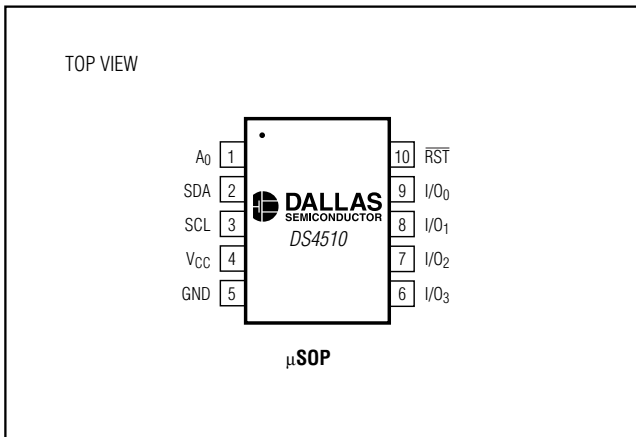 TOP VIEW
A0 1
SDA 2
SCL 3
VCC 4
GND 5
DALLAS
SEMICONDUCTOR
DS4510
10 R̅S̅T̅
9 I/O0
8 I/O1
7 I/O2
6 I/O3
μSOP